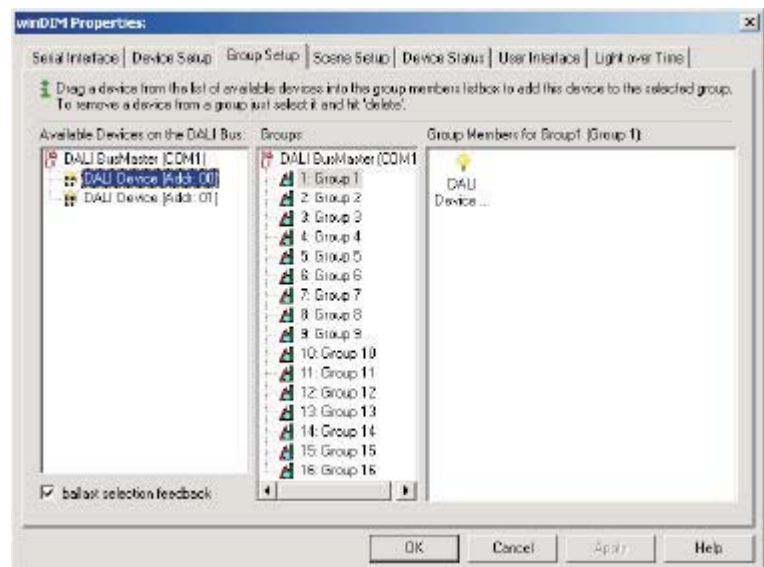 winDIM Properties:
Serial Interface | Device Setup | Group Setup | Scene Setup | Device Status | User Interface | Light over Time
Drag a device from the list of available devices into the group members listbox to add this device to the selected group.
To remove a device from a group just select it and hit 'delete'.
Available Devices on the DALI Bus:
DALI BusMaster (COM1)
DALI Device (Addr: 00)
DALI Device (Addr: 01)
ballast selection feedback
Groups:
DALI BusMaster (COM1
1: Group 1
2: Group 2
3: Group 3
4: Group 4
5: Group 5
6: Group 6
7: Group 7
8: Group 8
9: Group 9
10: Group 10
11: Group 11
12: Group 12
13: Group 13
14: Group 14
15: Group 15
16: Group 16
Group Members for Group1 (Group 1):
DALI
Device ...
OK
Cancel
Apply
Help